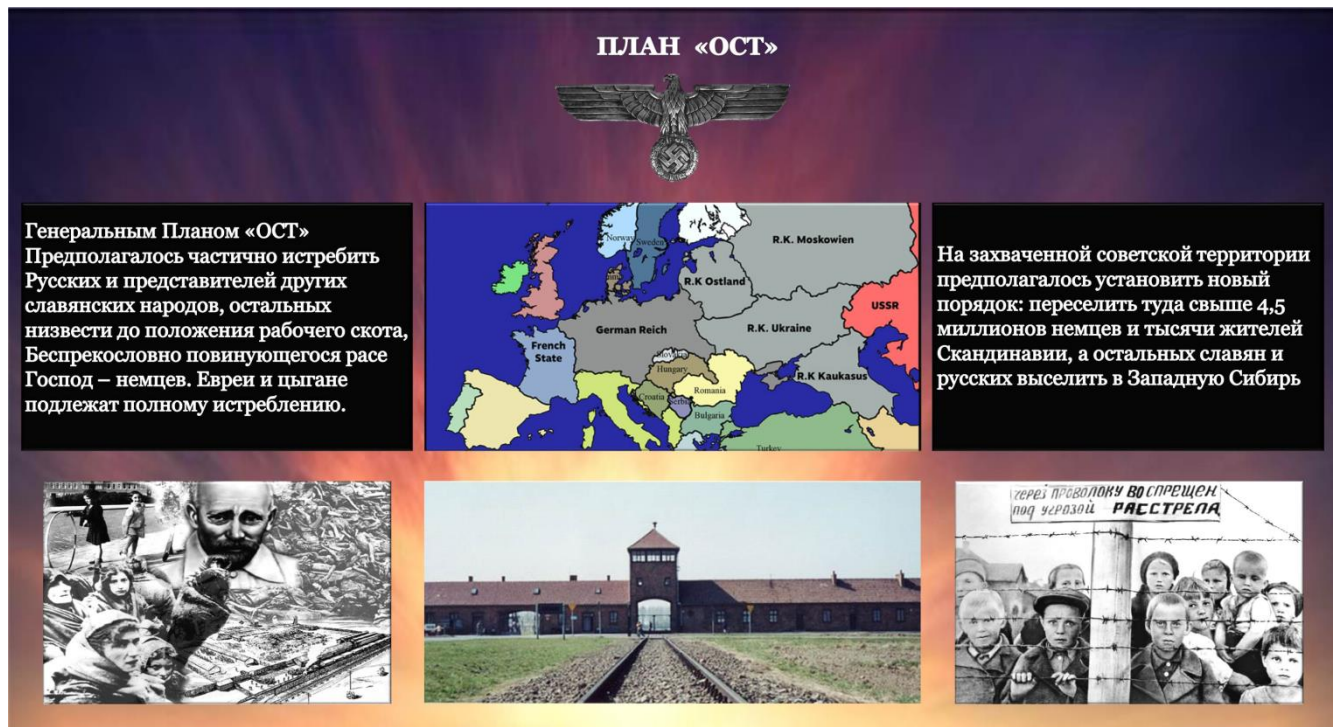 ПЛАН «ОСТ»
Генеральным Планом «ОСТ»
Предполагалось частично истребить
Русских и представителей других
славянских народов, остальных
низвести до положения рабочего скота,
Беспрекословно повинующегося расе
Господ – немцев. Евреи и цыгане
подлежат полному истреблению.
Norway
Sweden
R.K. Moskowien
R.K Ostland
USSR
German Reich
R.K. Ukraine
French
State
Slovakia
Hungary
R.K Kaukasus
Croatia
Romania
Serbia
Bulgaria
Turkey
На захваченной советской территории
предполагалось установить новый
порядок: переселить туда свыше 4,5
миллионов немцев и тысячи жителей
Скандинавии, а остальных славян и
русских выселить в Западную Сибирь
ЧЕРЕЗ ПРОВОЛОКУ ВОСПРЕЩЕН
ПОД УГРОЗОЙ РАССТРЕЛА